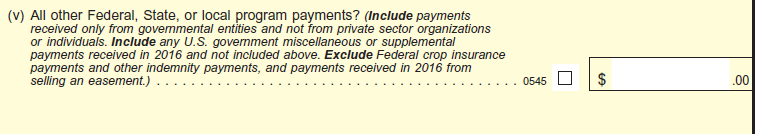 (v) All other Federal, State, or local program payments? (Include payments
received only from governmental entities and not from private sector organizations
or individuals. Include any U.S. government miscellaneous or supplemental
payments received in 2016 and not included above. Exclude Federal crop insurance
payments and other indemnity payments, and payments received in 2016 from
selling an easement.) . . . . . . . . . . . . . . . . . . . . . . . . . . . . . . . . . . . . . . . . . . 0545 $ .00